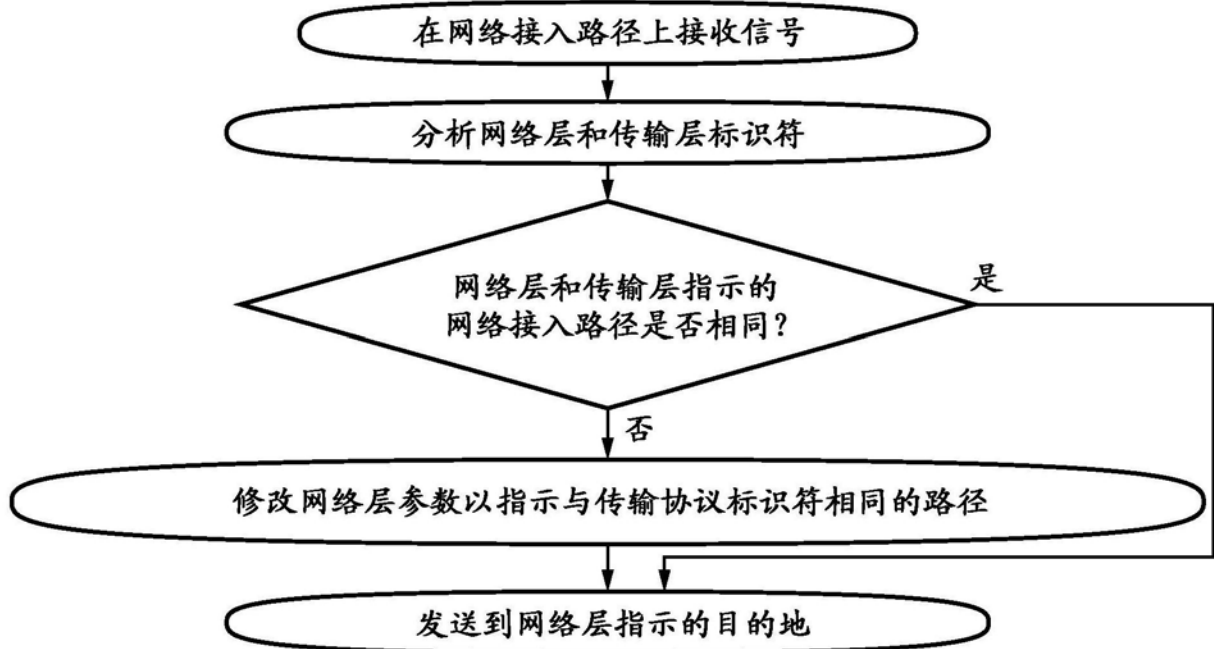 在网络接入路径上接收信号
分析网络层和传输层标识符
网络层和传输层指示的
网络接入路径是否相同？
是
否
修改网络层参数以指示与传输协议标识符相同的路径
发送到网络层指示的目的地